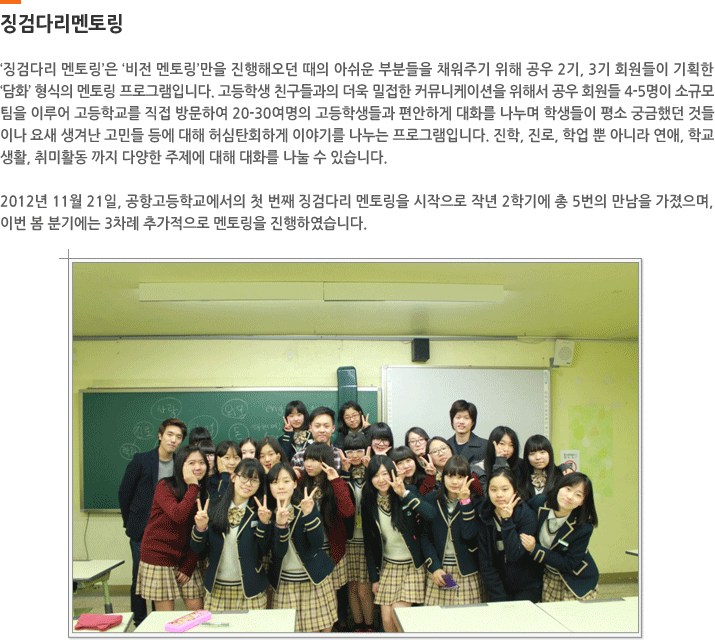 징검다리멘토링
‘징검다리 멘토링’은 ‘비전 멘토링’만을 진행해오던 때의 아쉬운 부분들을 채워주기 위해 공우 2기, 3기 회원들이 기획한
‘담화’ 형식의 멘토링 프로그램입니다. 고등학생 친구들과의 더욱 밀접한 커뮤니케이션을 위해서 공우 회원들 4-5명이 소규모
팀을 이루어 고등학교를 직접 방문하여 20-30여명의 고등학생들과 편안하게 대화를 나누며 학생들이 평소 궁금했던 것들
이나 요새 생겨난 고민들 등에 대해 허심탄회하게 이야기를 나누는 프로그램입니다. 진학, 진로, 학업 뿐 아니라 연애, 학교
생활, 취미활동 까지 다양한 주제에 대해 대화를 나눌 수 있습니다.
2012년 11월 21일, 공항고등학교에서의 첫 번째 징검다리 멘토링을 시작으로 작년 2학기에 총 5번의 만남을 가졌으며,
이번 봄 분기에는 3차례 추가적으로 멘토링을 진행하였습니다.
사랑